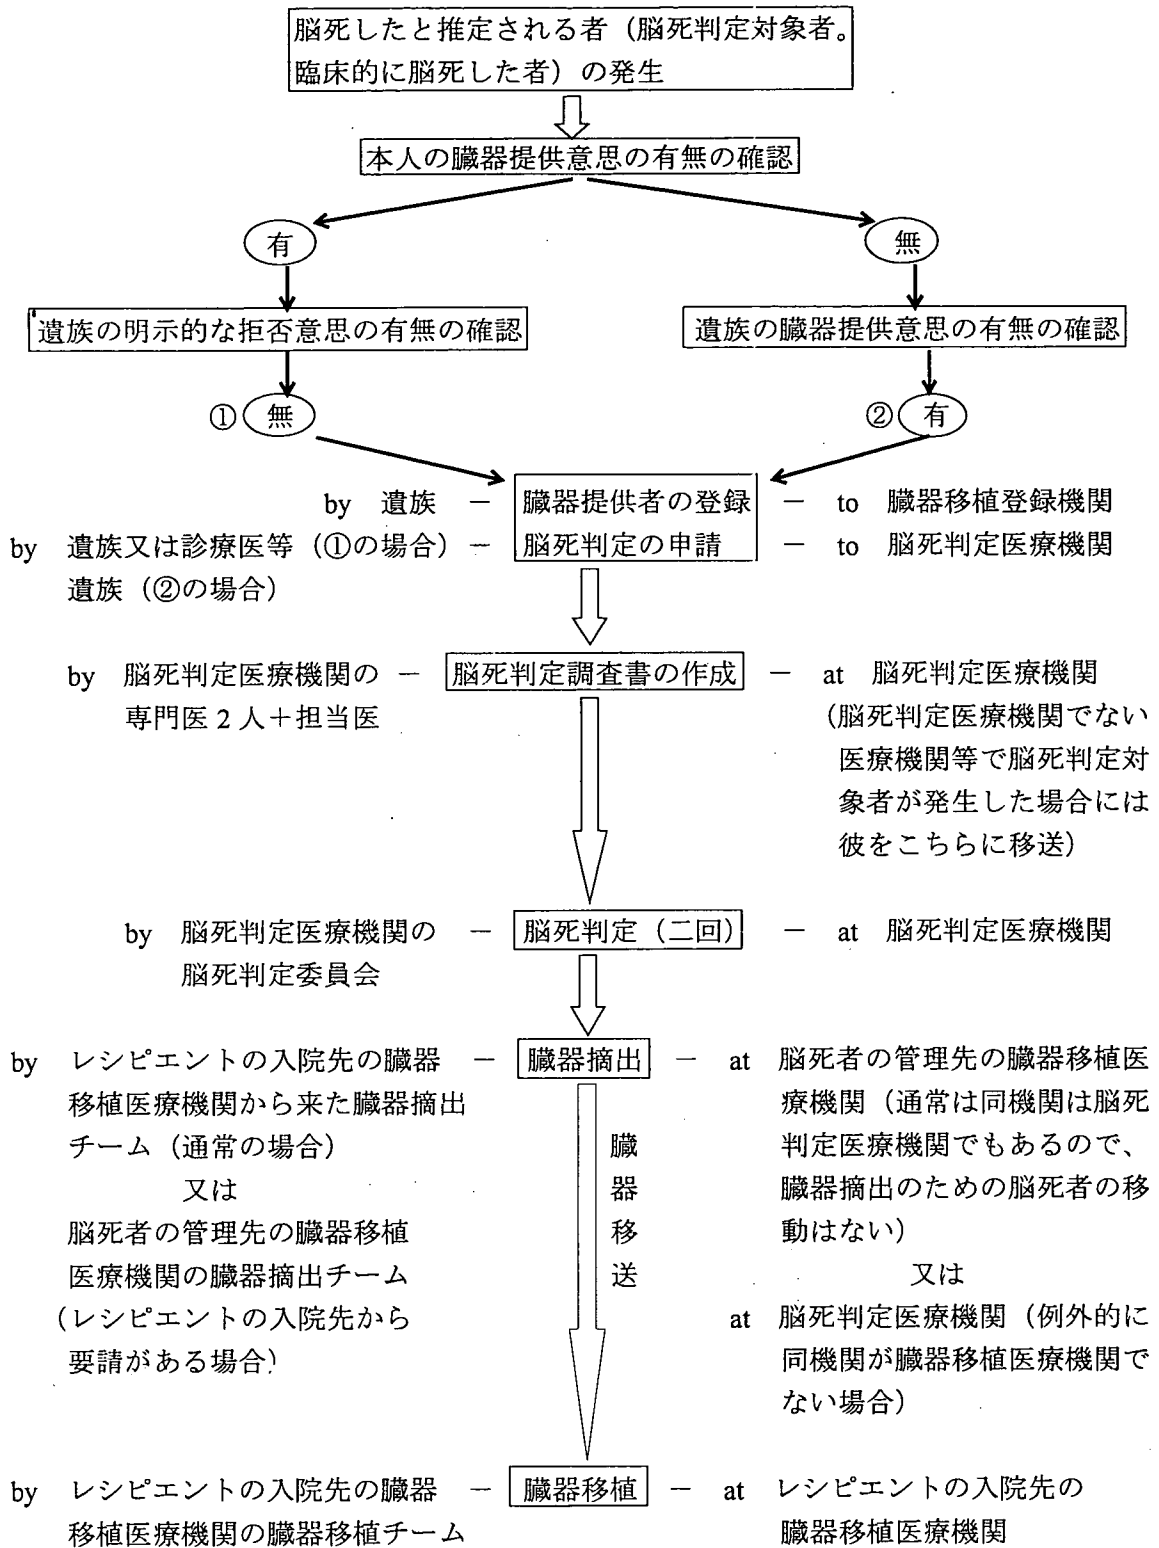 脳死したと推定される者（脳死判定対象者。
臨床的に脳死した者）の発生
本人の臓器提供意思の有無の確認
有
無
遺族の明示的な拒否意思の有無の確認
遺族の臓器提供意思の有無の確認
① 無
② 有
by 遺族 － 臓器提供者の登録 － to 臓器移植登録機関
by 遺族又は診療医等（①の場合）－ 脳死判定の申請 － to 脳死判定医療機関
遺族（②の場合）
by 脳死判定医療機関の － 脳死判定調査書の作成 － at 脳死判定医療機関
専門医2人＋担当医
（脳死判定医療機関でない
医療機関等で脳死判定対
象者が発生した場合には
彼をこちらに移送）
by 脳死判定医療機関の － 脳死判定（二回） － at 脳死判定医療機関
脳死判定委員会
by レシピエントの入院先の臓器 － 臓器摘出 － at 脳死者の管理先の臓器移植医
移植医療機関から来た臓器摘出
チーム（通常の場合）
又は
脳死者の管理先の臓器移植
医療機関の臓器摘出チーム
（レシピエントの入院先から
要請がある場合）
臓器移送
療機関（通常は同機関は脳死
判定医療機関でもあるので、
臓器摘出のための脳死者の移
動はない）
又は
at 脳死判定医療機関（例外的に
同機関が臓器移植医療機関で
ない場合）
by レシピエントの入院先の臓器 － 臓器移植 － at レシピエントの入院先の
移植医療機関の臓器移植チーム
臓器移植医療機関